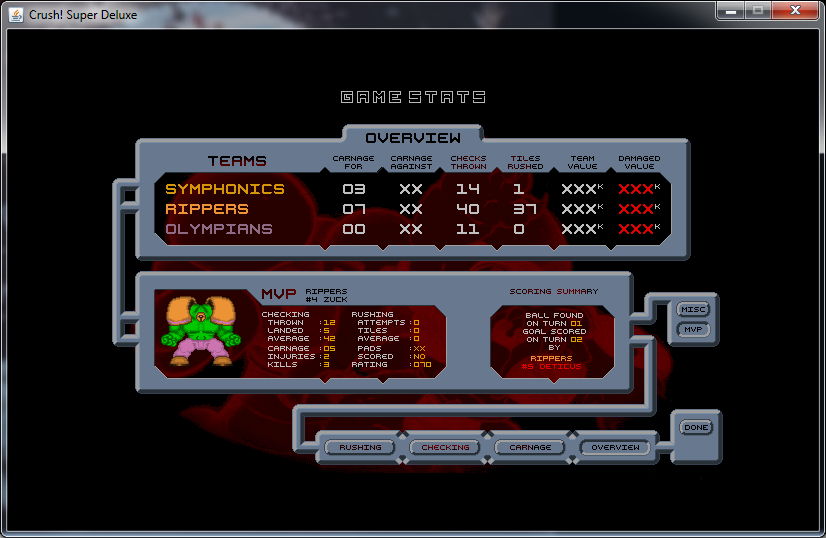 Crush! Super Deluxe
GAME STATS
OVERVIEW
TEAMS CARNAGE FOR CARNAGE AGAINST CHECKS THROWN TILES RUSHED TEAM VALUE DAMAGED VALUE
SYMPHONICS 03 XX 14 1 XXXK XXXK
RIPPERS 07 XX 40 37 XXXK XXXK
OLYMPIANS 00 XX 11 0 XXXK XXXK
MVP RIPPERS
#4 ZUCK
CHECKING RUSHING
THROWN :12 ATTEMPTS :0
LANDED :5 TILES :0
AVERAGE :42 AVERAGE :0
CARNAGE :05 PADS :XX
INJURIES :2 SCORED :NO
KILLS :3 RATING :070
SCORING SUMMARY
BALL FOUND
ON TURN 01
GOAL SCORED
ON TURN 02
BY
RIPPERS
DETICUS
MISC
MVP
DONE
RUSHING CHECKING CARNAGE OVERVIEW